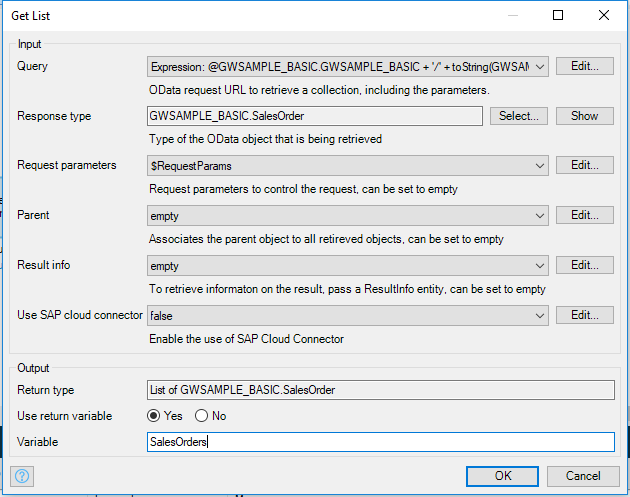 Get List
Input
Query Expression: @GWSAMPLE_BASIC.GWSAMPLE_BASIC + '/' + toString(GWSAM Edit...
OData request URL to retrieve a collection, including the parameters.
Response type GWSAMPLE_BASIC.SalesOrder Select... Show
Type of the OData object that is being retrieved
Request parameters $RequestParams Edit...
Request parameters to control the request, can be set to empty
Parent empty Edit...
Associates the parent object to all retireved objects, can be set to empty
Result info empty Edit...
To retrieve informaton on the result, pass a ResultInfo entity, can be set to empty
Use SAP cloud connector false Edit...
Enable the use of SAP Cloud Connector
Output
Return type List of GWSAMPLE_BASIC.SalesOrder
Use return variable Yes No
Variable SalesOrders
? OK Cancel